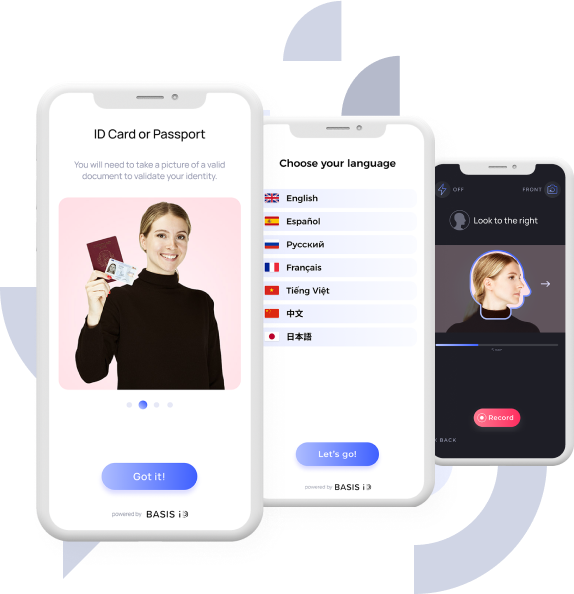 ID Card or Passport
You will need to take a picture of a valid
document to validate your identity.
Got it!
powered by BASIS iD
Choose your language
English
Español
Русский
Français
Tiếng Việt
中文
日本語
Let's go!
powered by BASIS iD
OFF
FRONT
Look to the right
Record
BACK